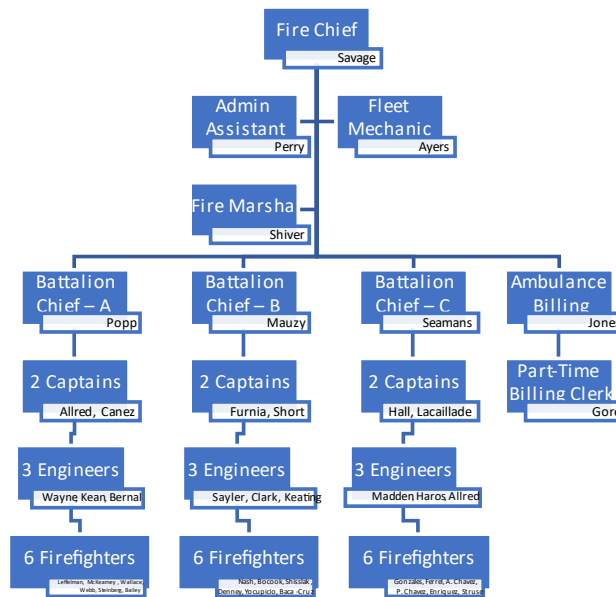 Fire Chief
Savage
Admin
Assistant
Perry
Fleet
Mechanic
Ayers
Fire Marsha
Shiver
Battalion
Chief – A
Popp
Battalion
Chief – B
Mauzy
Battalion
Chief – C
Seamans
Ambulance
Billing
Jones
2 Captains
Allred, Canez
2 Captains
Furnia, Short
2 Captains
Hall, Lacaillade
Part-Time
Billing Clerk
Gore
3 Engineers
Wayne, Kean, Bernal
3 Engineers
Sayler, Clark, Keating
3 Engineers
Madden, Haros, Allred
6 Firefighters
Leffelman, McKearney, Wallace,
Webb, Steinberg, Bailey
6 Firefighters
Nash, Bocook, Shisslak,
Denney, Yocupicio, Baca -Cruz
6 Firefighters
Gonzales, Ferrel, A. Chavez,
P. Chavez, Enriquez, Struse